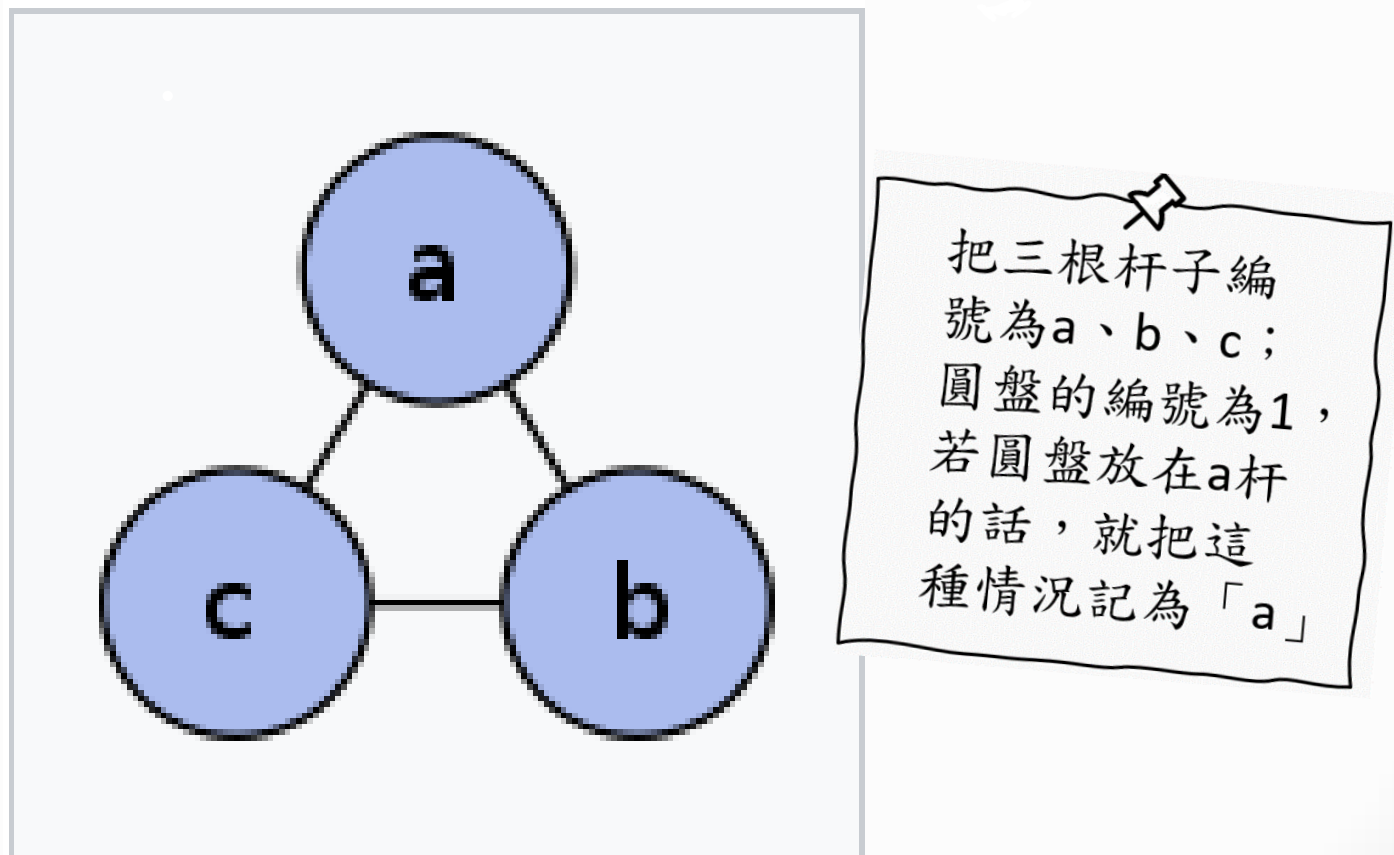 a
c
b
把三根杆子編
號為a、b、c；
圓盤的編號為1，
若圓盤放在a杆
的話，就把這
種情況記為「a」